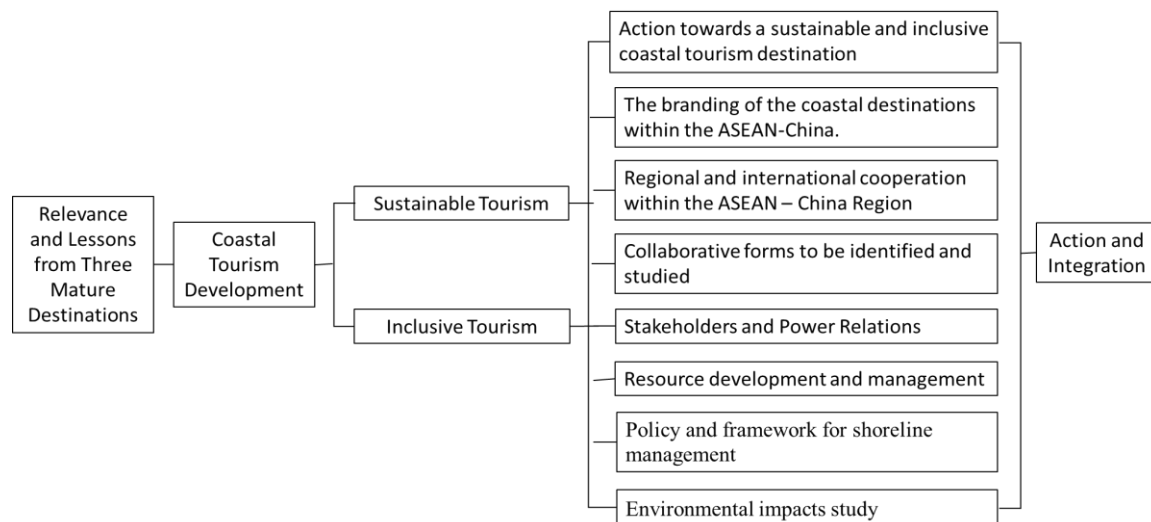 Relevance
and Lessons
from Three
Mature
Destinations
Coastal
Tourism
Development
Sustainable Tourism
Inclusive Tourism
Action towards a sustainable and inclusive
coastal tourism destination
The branding of the coastal destinations
within the ASEAN-China.
Regional and international cooperation
within the ASEAN – China Region
Collaborative forms to be identified and
studied
Stakeholders and Power Relations
Resource development and management
Policy and framework for shoreline
management
Environmental impacts study
Action and
Integration